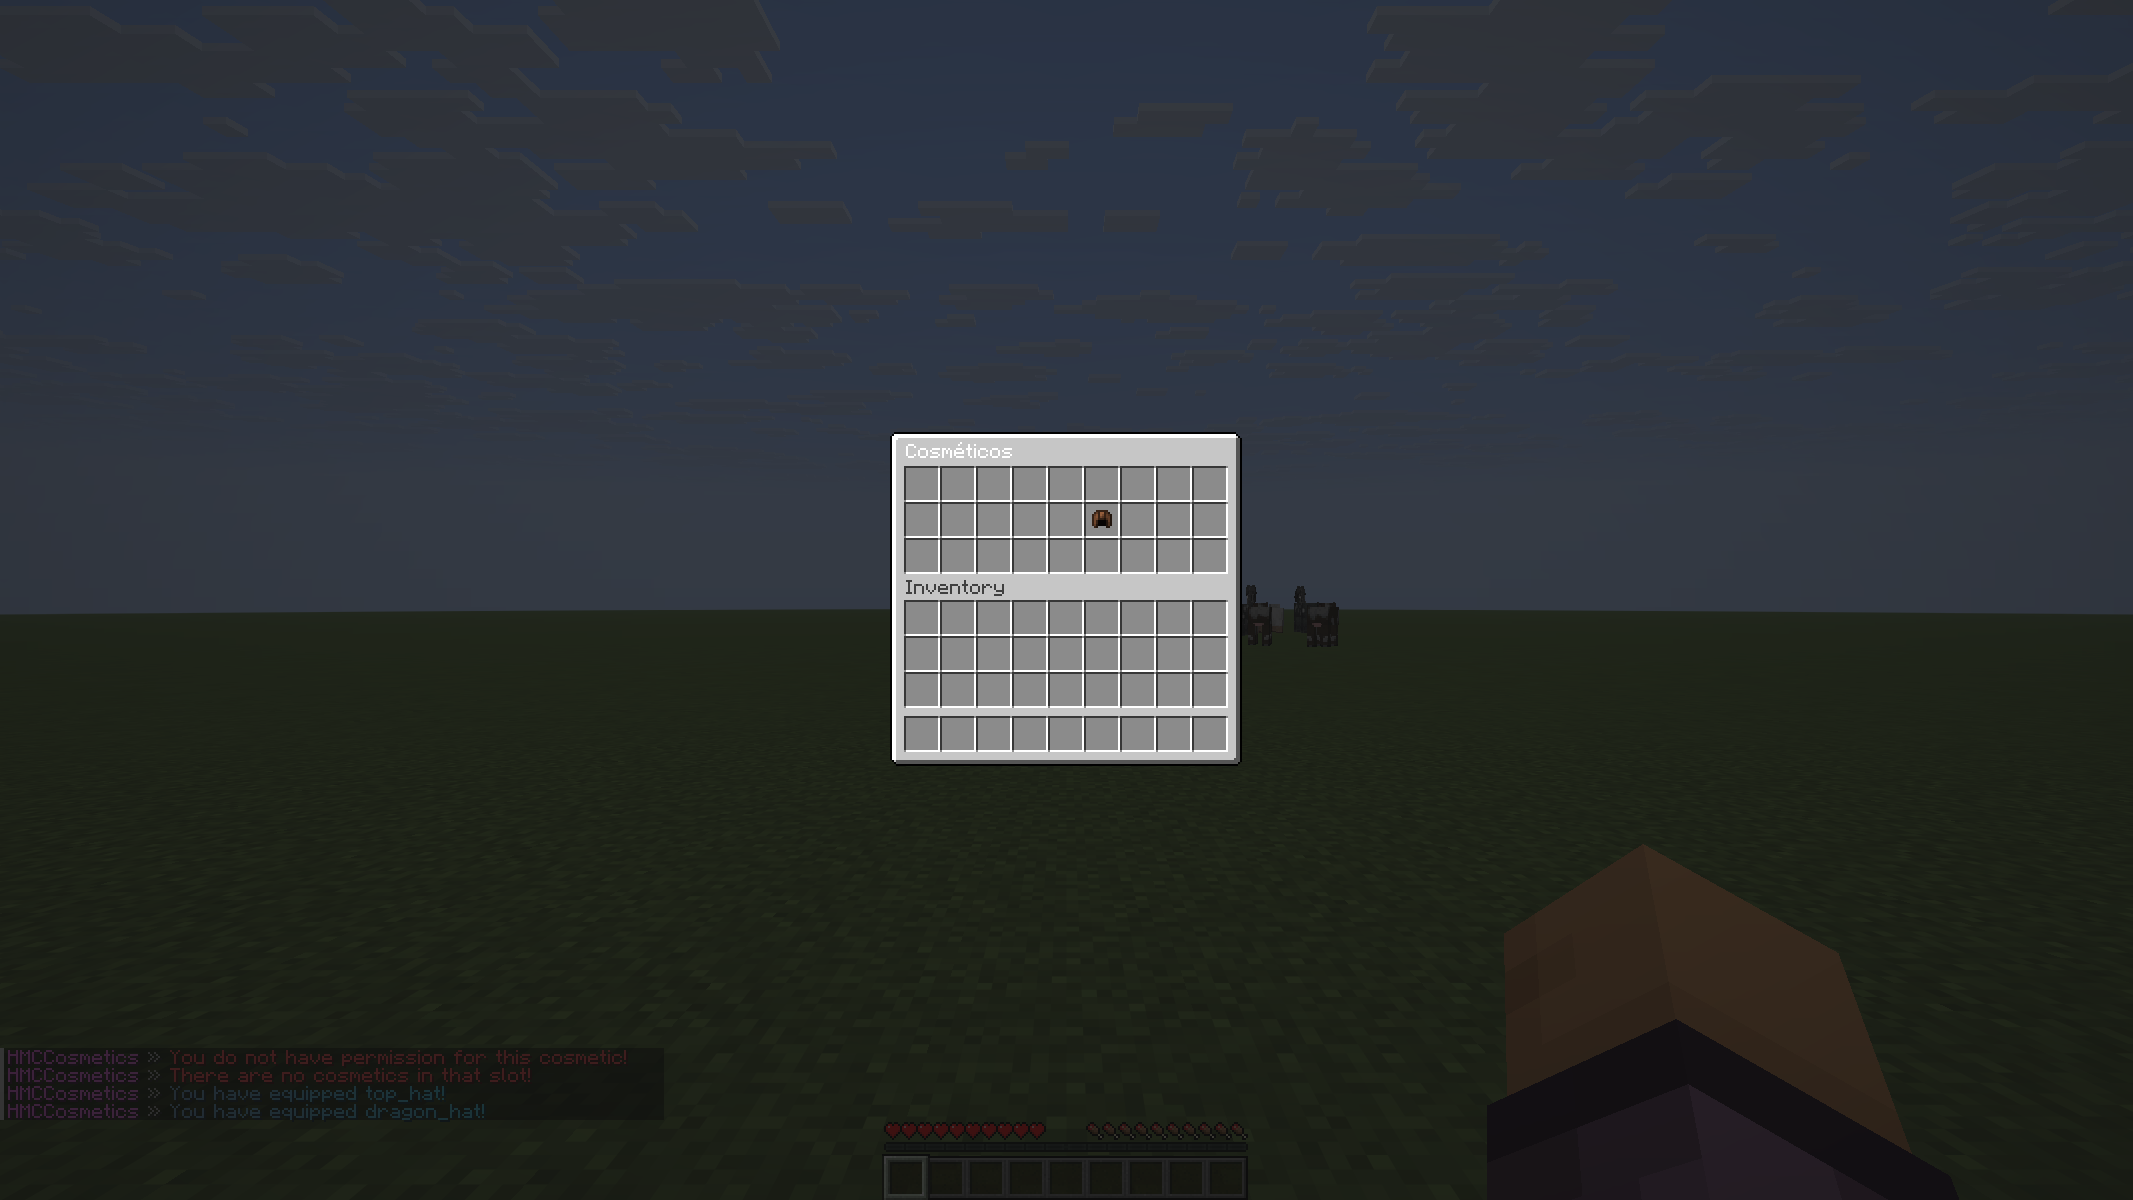 Cosméticos
Inventory
HMCCosmetics » You do not have permission for this cosmetic!
HMCCosmetics » There are no cosmetics in that slot!
HMCCosmetics » You have equipped top_hat!
HMCCosmetics » You have equipped dragon_hat!